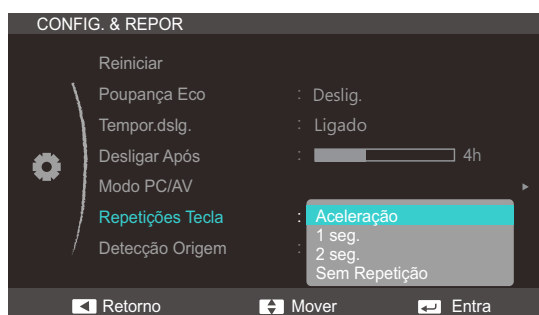 CONFIG. & REPOR
Reiniciar
Poupança Eco : Deslig.
Tempor.dslg. : Ligado
Desligar Após : 4h
Modo PC/AV
Repetições Tecla : Aceleração
1 seg.
2 seg.
Detecção Origem :
Sem Repetição
Retorno Mover Entra